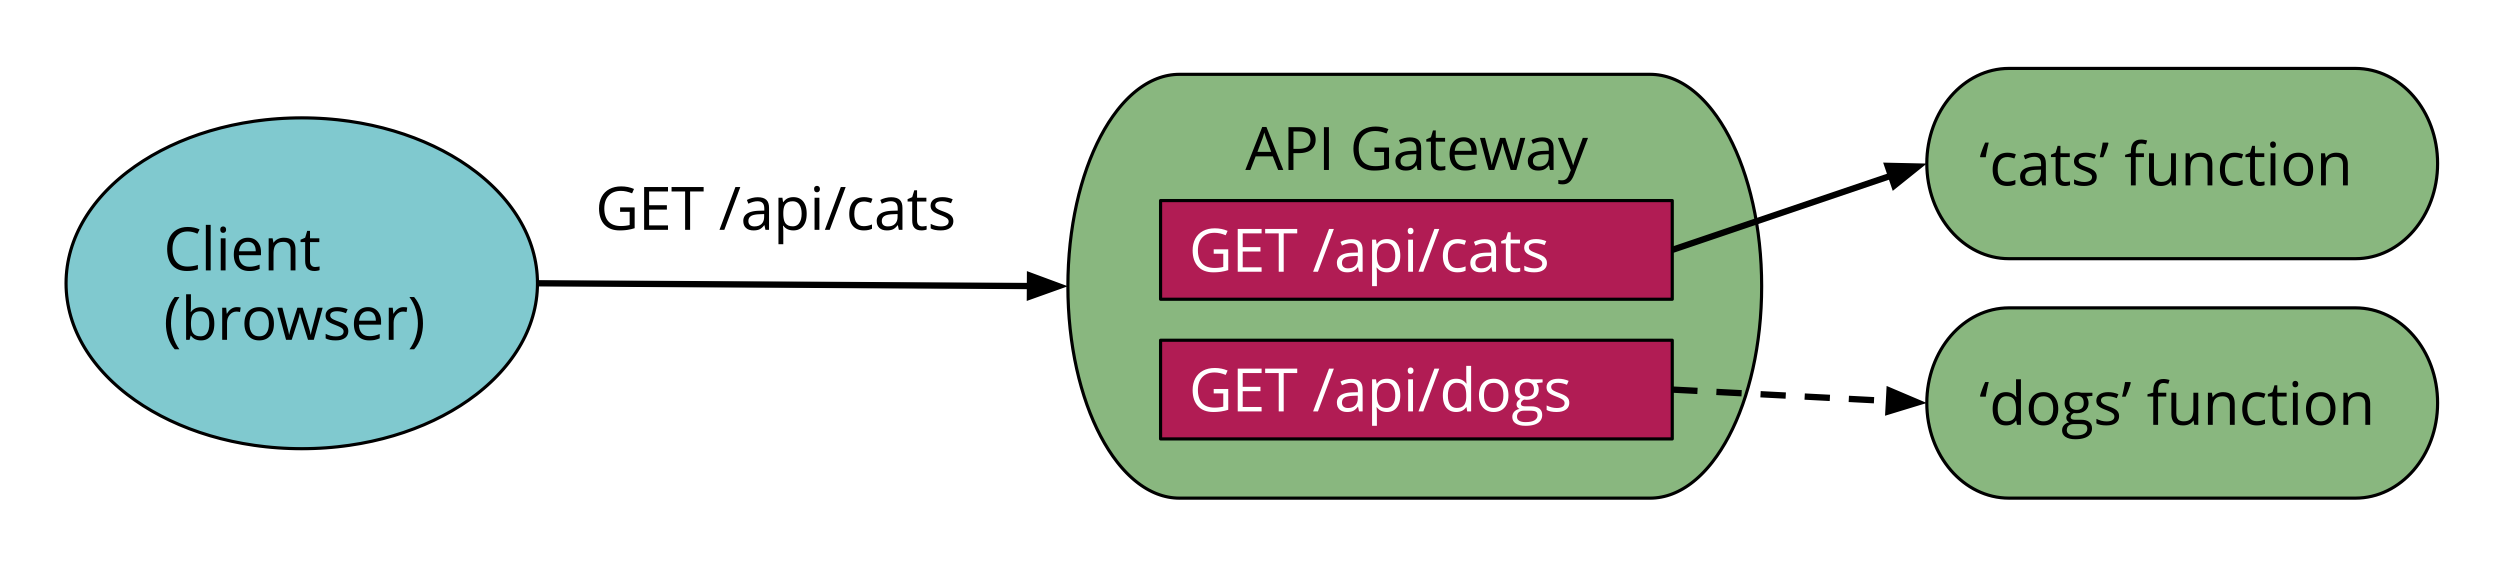 Client
(browser)
GET /api/cats
API Gateway
GET /api/cats
GET /api/dogs
‘cats’ function
‘dogs’ function